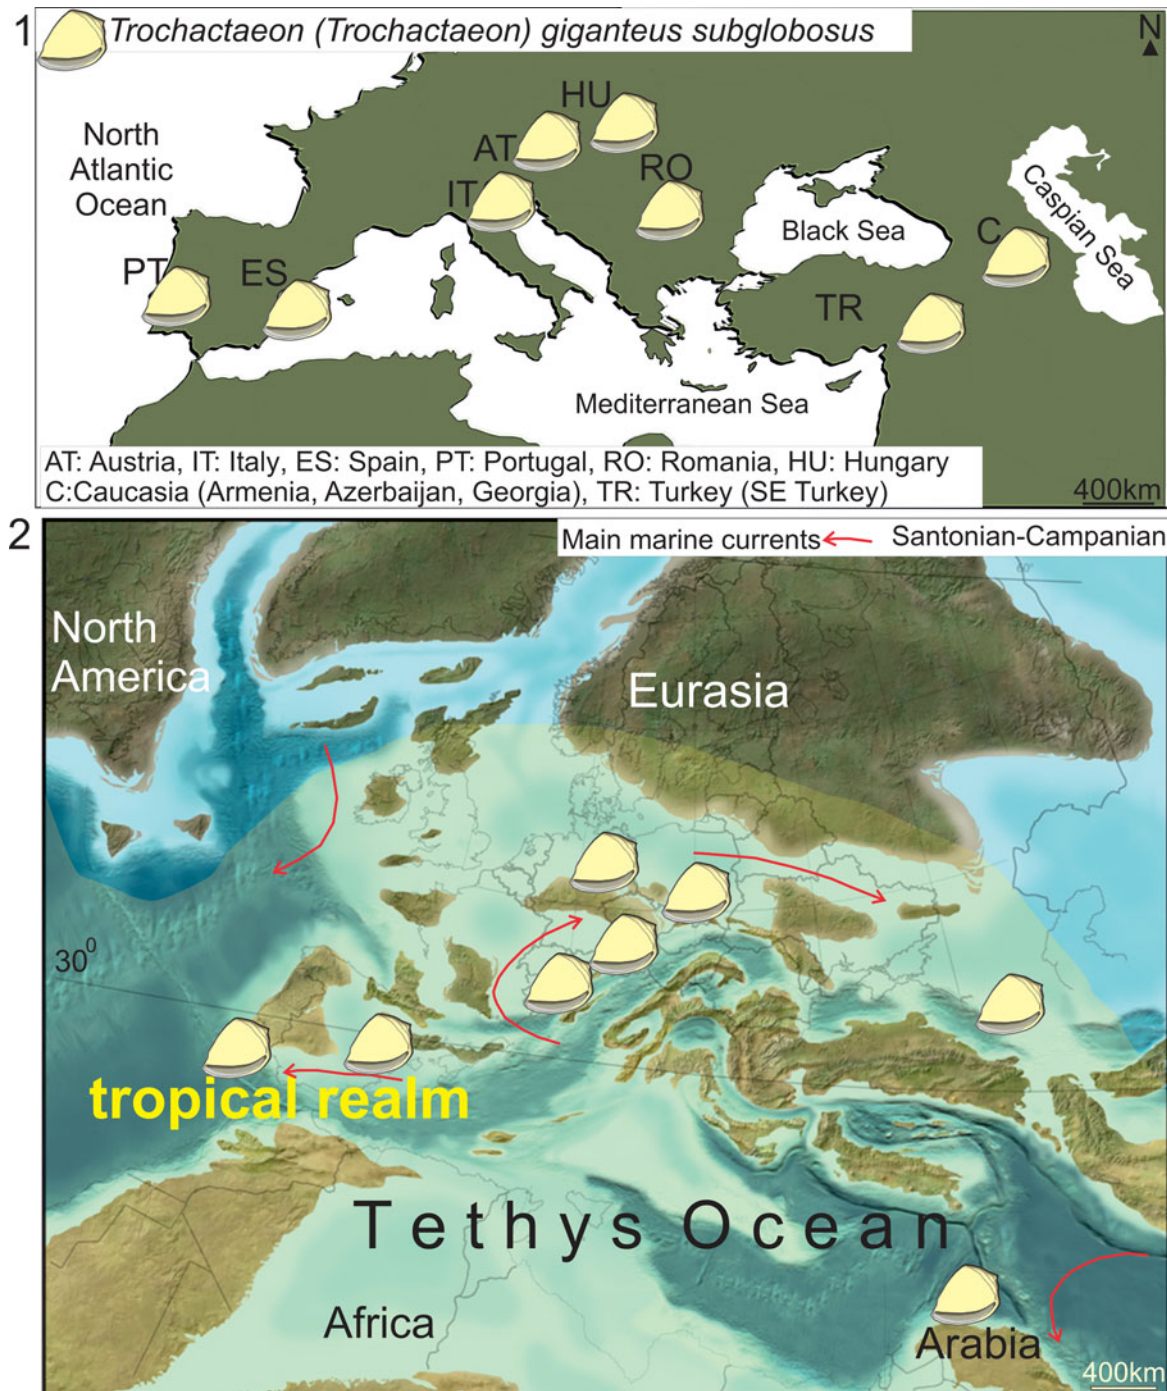 1
Trochactaeon (Trochactaeon) giganteus subglobosus
N
HU
North
Atlantic
Ocean
AT
RO
IT
Caspian Sea
Black Sea
C
PT
ES
TR
Mediterranean Sea
AT: Austria, IT: Italy, ES: Spain, PT: Portugal, RO: Romania, HU: Hungary
C:Caucasia (Armenia, Azerbaijan, Georgia), TR: Turkey (SE Turkey)
400km
2
Main marine currents
Santonian-Campanian
60°
North
America
Eurasia
30⁰
tropical realm
Tethys Ocean
Africa
Arabia
400km